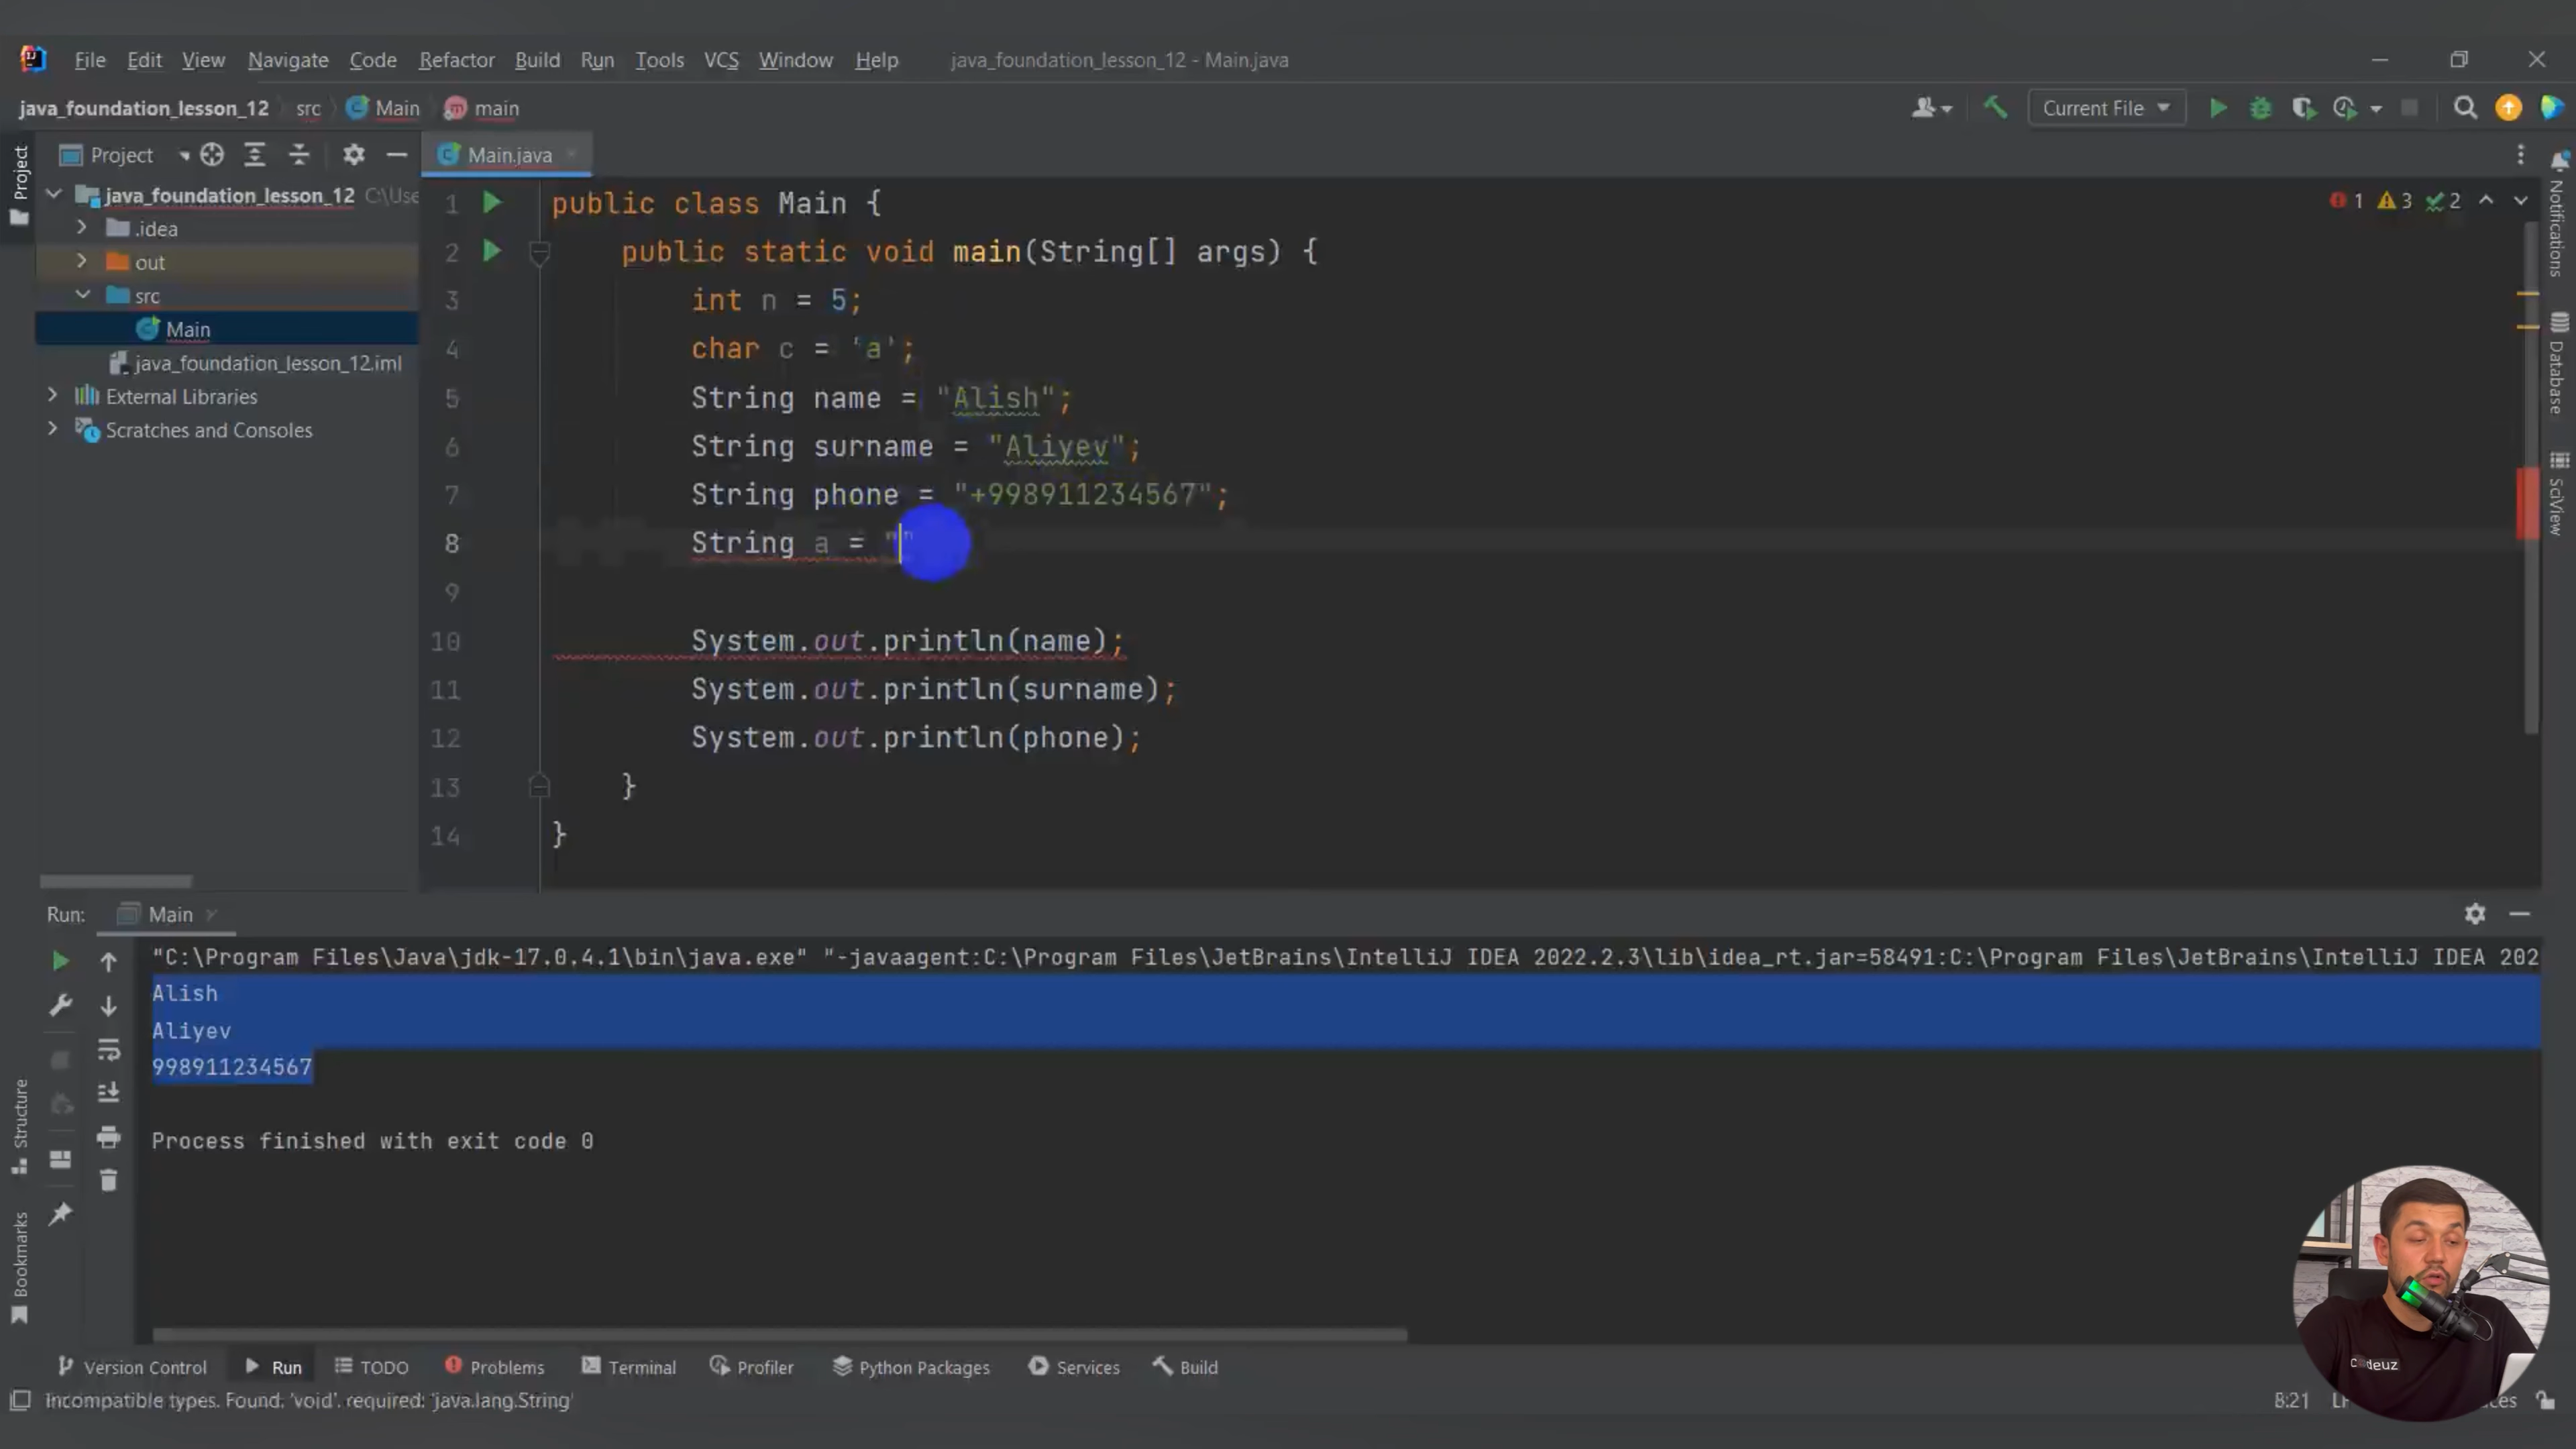 File Edit View Navigate Code Refactor Build Run Tools VCS Window Help java_foundation_lesson_12 - Main.java
java_foundation_lesson_12 src Main main Current File
Project Project Main.java
java_foundation_lesson_12 C:\Use
.idea
out
src
Main
java_foundation_lesson_12.iml
External Libraries
Scratches and Consoles
1 public class Main {
2 public static void main(String[] args) {
3 int n = 5;
4 char c = 'a';
5 String name = "Alish";
6 String surname = "Aliyev";
7 String phone = "+998911234567";
8 String a = ""
9
10 System.out.println(name);
11 System.out.println(surname);
12 System.out.println(phone);
13 }
14 }
1 3 2
Notifications
Database
SciView
Run: Main
"C:\Program Files\Java\jdk-17.0.4.1\bin\java.exe" "-javaagent:C:\Program Files\JetBrains\IntelliJ IDEA 2022.2.3\lib\idea_rt.jar=58491:C:\Program Files\JetBrains\IntelliJ IDEA 202
Alish
Aliyev
998911234567
Process finished with exit code 0
Structure
Bookmarks
Version Control Run TODO Problems Terminal Profiler Python Packages Services Build
Incompatible types. Found: 'void', required: 'java.lang.String' 8:21